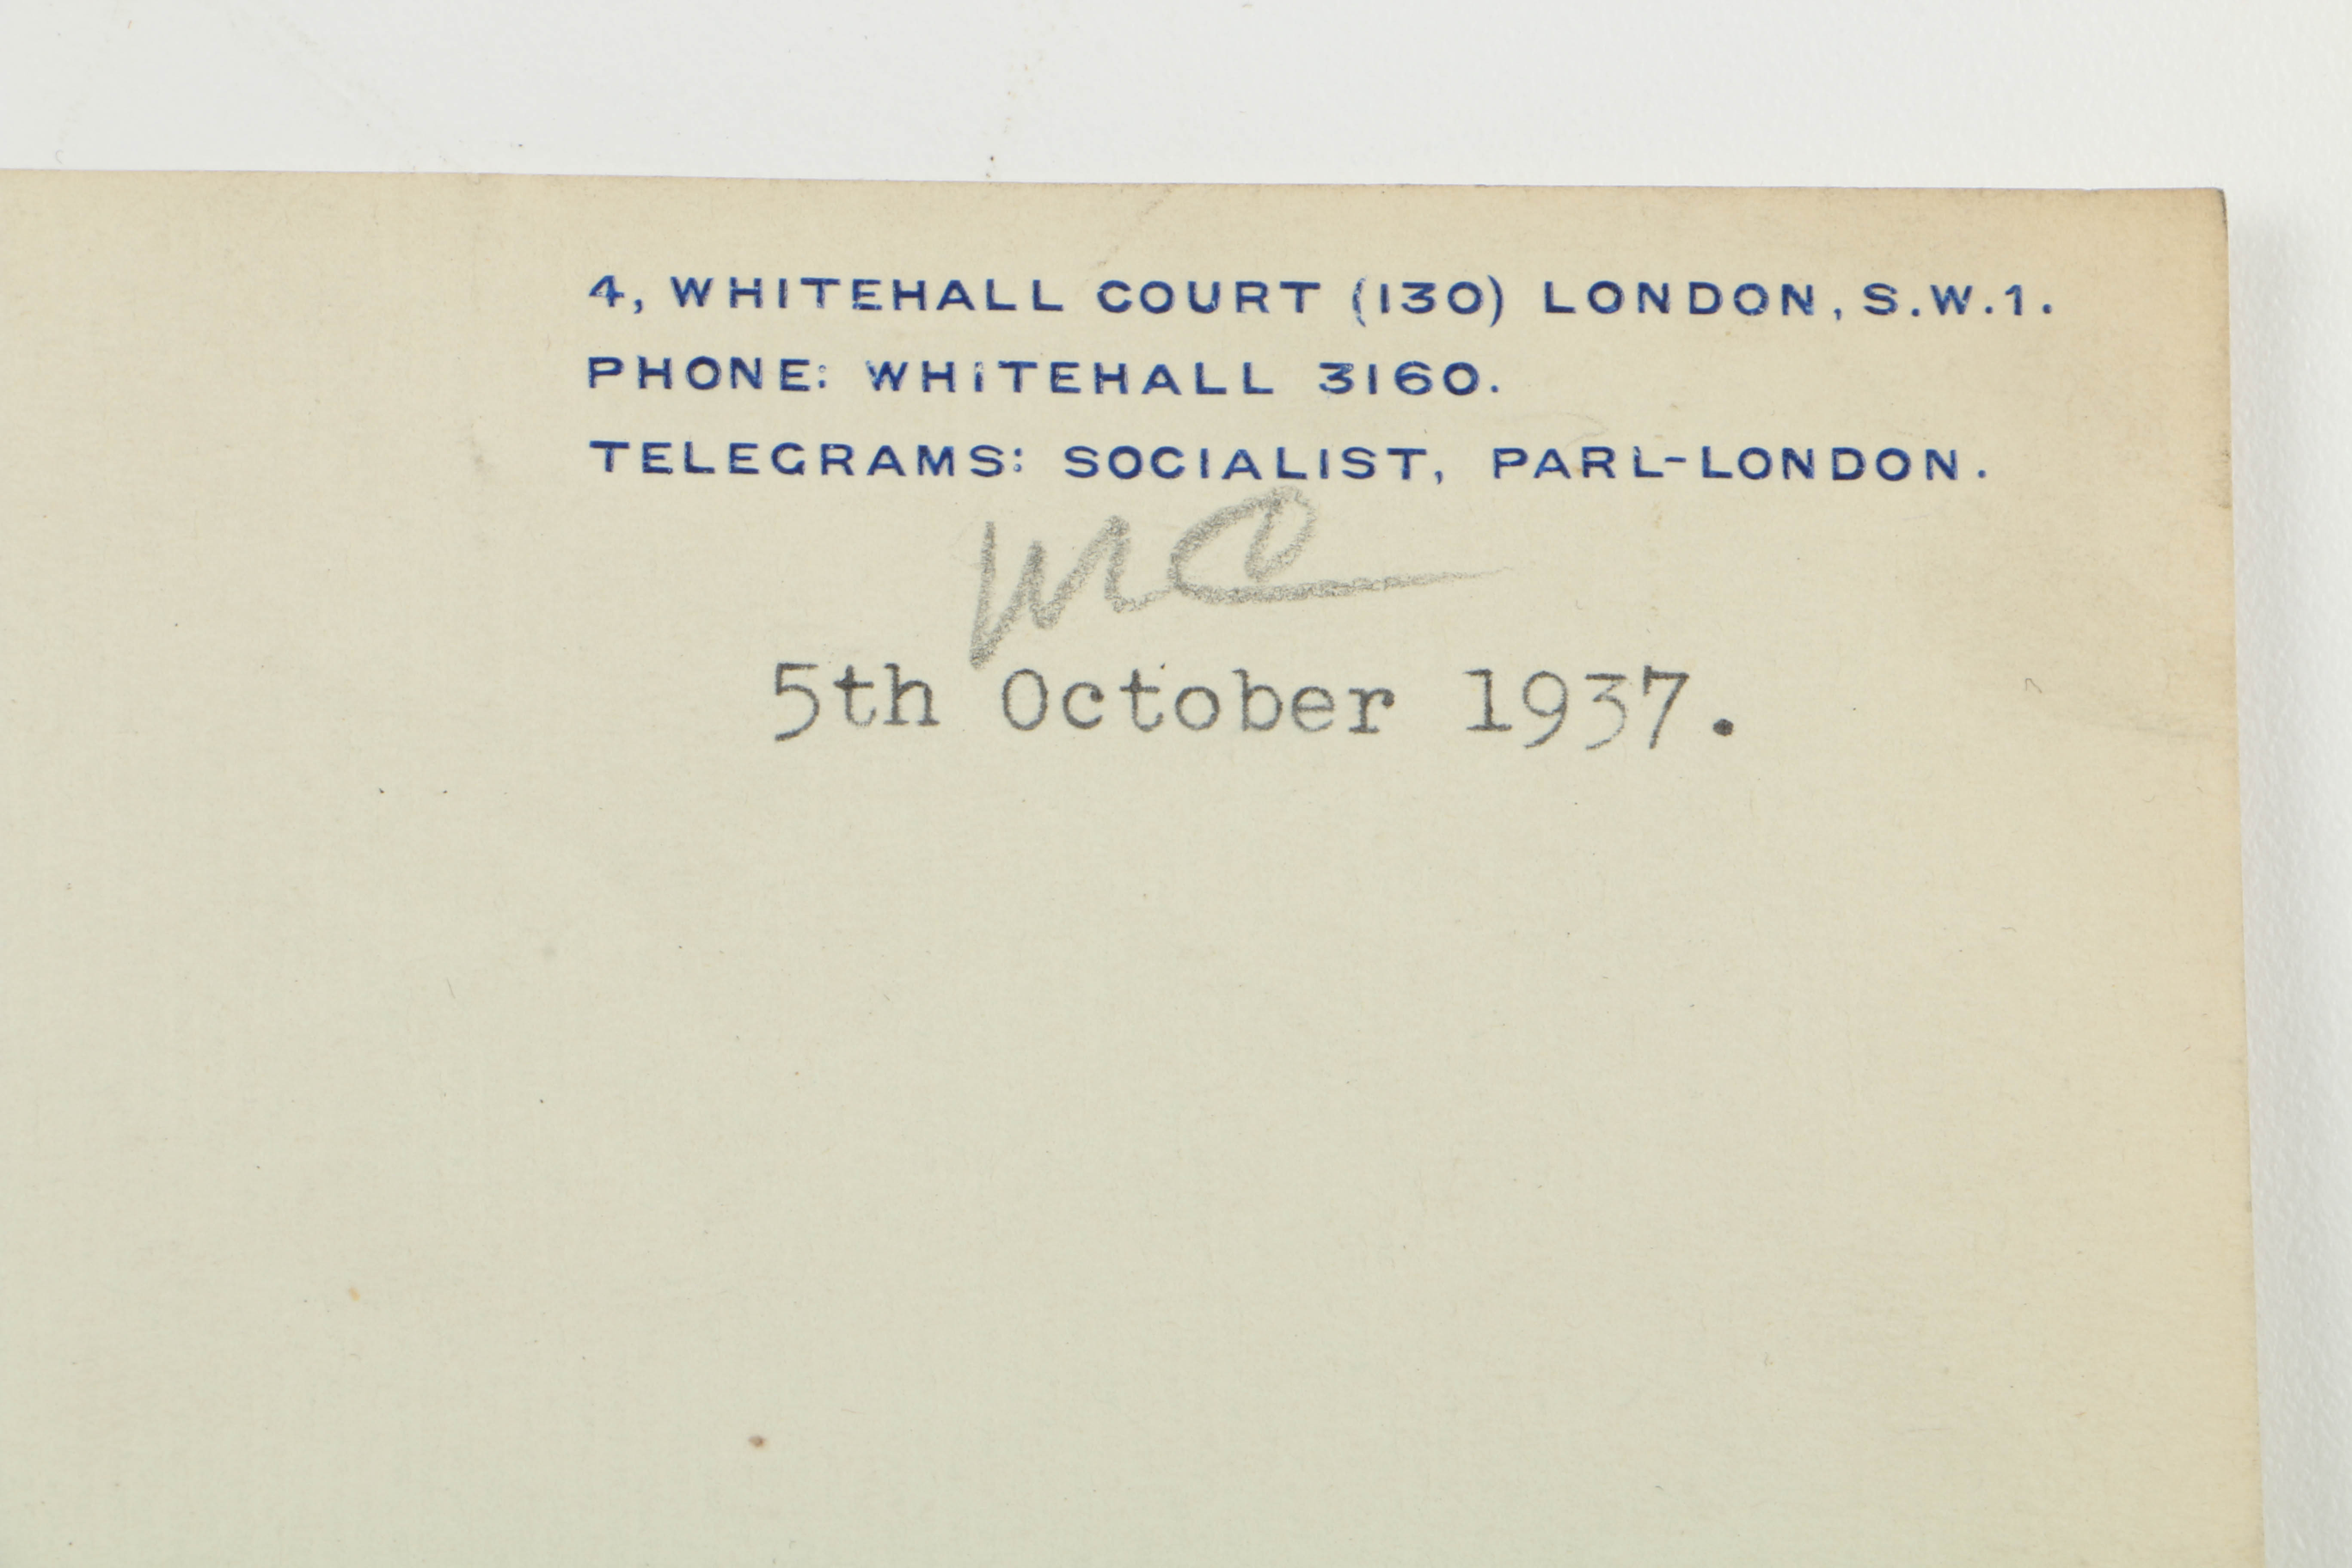 4, WHITEHALL COURT (130) LONDON, S.W.1.
PHONE: WHITEHALL 3160.
TELEGRAMS: SOCIALIST, PARL-LONDON.
5th October 1937.